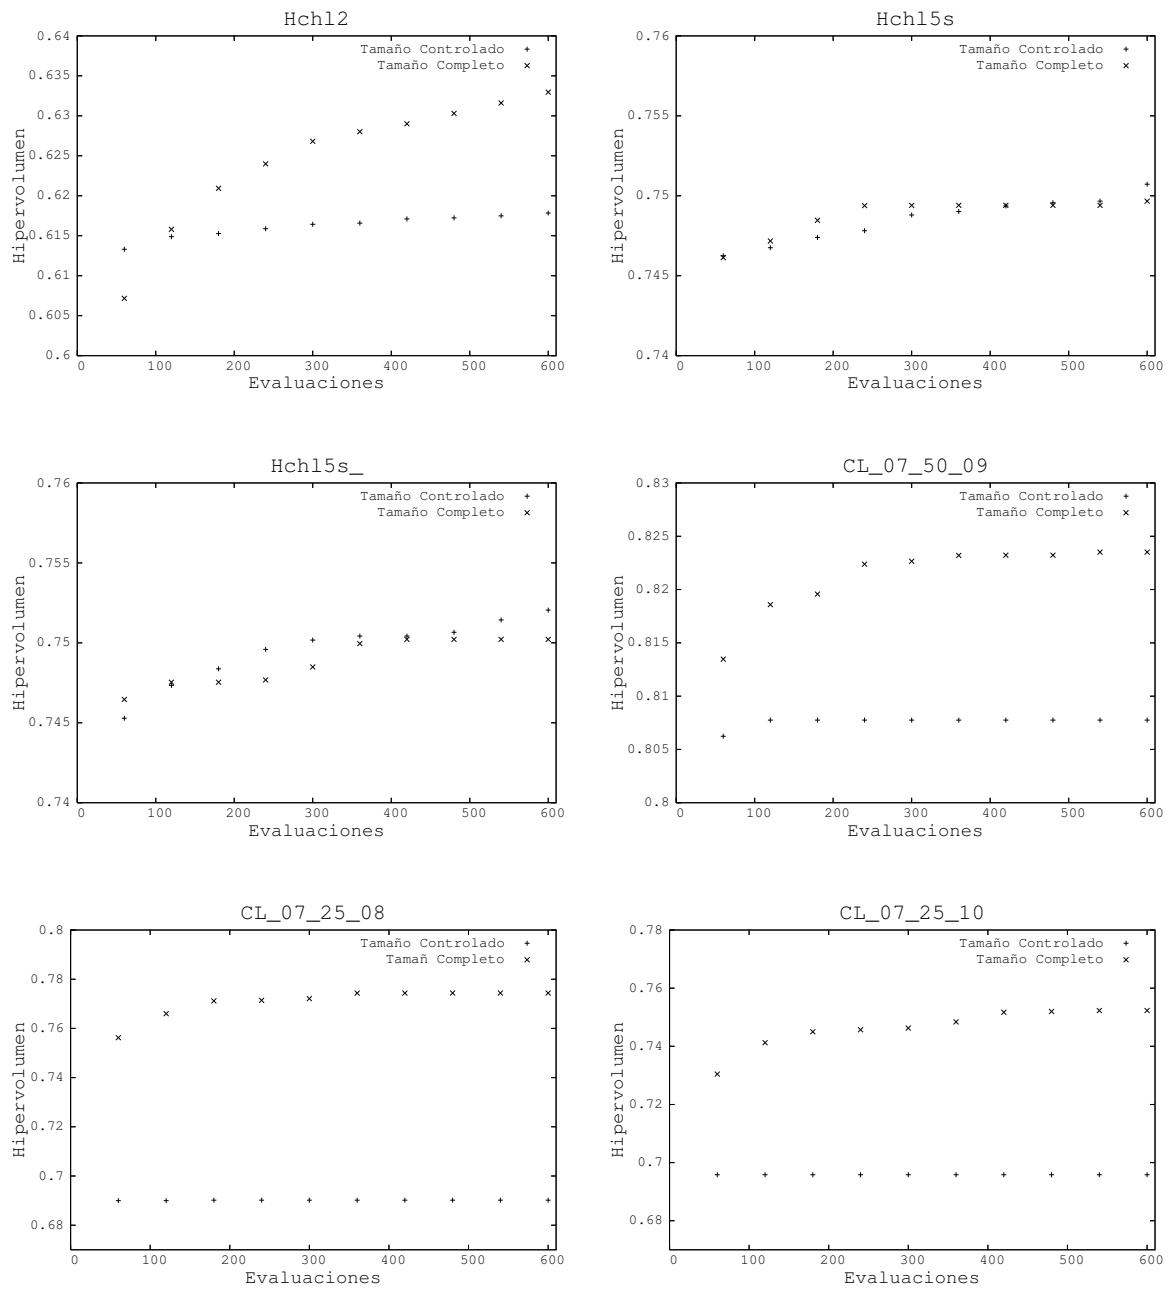 Hchl2
0.64
0.635
0.63
0.625
0.62
0.615
0.61
0.605
0.6
Hipervolumen
Tamaño Controlado
Tamaño Completo
0 100 200 300 400 500 600
Evaluaciones
Hchl5s
0.76
0.755
0.75
0.745
0.74
Hipervolumen
Tamaño Controlado
Tamaño Completo
0 100 200 300 400 500 600
Evaluaciones
Hchl5s_
0.76
0.755
0.75
0.745
0.74
Hipervolumen
Tamaño Controlado
Tamaño Completo
0 100 200 300 400 500 600
Evaluaciones
CL_07_50_09
0.83
0.825
0.82
0.815
0.81
0.805
0.8
Hipervolumen
Tamaño Controlado
Tamaño Completo
0 100 200 300 400 500 600
Evaluaciones
CL_07_25_08
0.8
0.78
0.76
0.74
0.72
0.7
0.68
Hipervolumen
Tamaño Controlado
Tamañ Completo
0 100 200 300 400 500 600
Evaluaciones
CL_07_25_10
0.78
0.76
0.74
0.72
0.7
0.68
Hipervolumen
Tamaño Controlado
Tamaño Completo
0 100 200 300 400 500 600
Evaluaciones